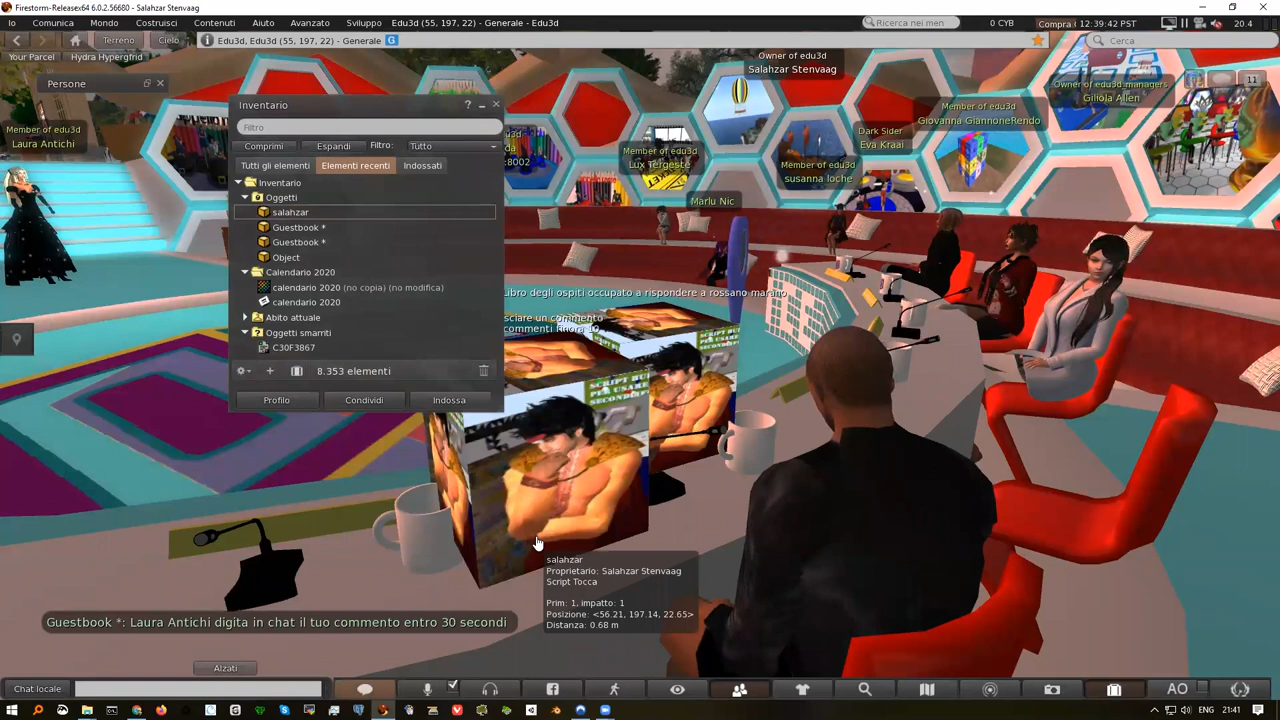 Firestorm-Releasex64 6.0.2.56680 - Salahzar Stenvaag
Io Comunica Mondo Costruisci Contenuti Aiuto Avanzato Sviluppo Edu3d (55, 197, 22) - Generale - Edu3d Ricerca nei men 0 CYB Compra C 12:39:42 PST 20.4
Terreno Cielo Edu3d, Edu3d (55, 197, 22) - Generale G Cerca
Your Parcel Hydra Hypergrid
Owner of edu3d
Salahzar Stenvaag
Persone
11
Owner of edu3d managers
Giliola Allen
Inventario
Member of edu3d
Giovanna GiannoneRendo
Filtro
Member of edu3d
Laura Antichi
Dark Sider
Eva Kraai
Comprimi Espandi Filtro: Tutto
Member of edu3d
Lux Tergeste
:8002
Member of edu3d
susanna loche
Tutti gli elementi Elementi recenti Indossati
Marlu Nic
Inventario
Oggetti
salahzar
Guestbook *
Guestbook *
Object
Calendario 2020
calendario 2020 (no copia) (no modifica)
calendario 2020
Abito attuale
Oggetti smarriti
C30F3867
8.353 elementi
Profilo Condividi Indossa
Libro degli ospiti occupato a rispondere a rossano marano
sciare un commento
commenti finora 10
PER USARE
SECONDLIFE
salahzar
Proprietario: Salahzar Stenvaag
Script Tocca
Prim: 1, impatto: 1
Posizione: <56.21, 197.14, 22.65>
Distanza: 0.68 m
Guestbook *: Laura Antichi digita in chat il tuo commento entro 30 secondi
Alzati
Chat locale
AO
ENG 21:41